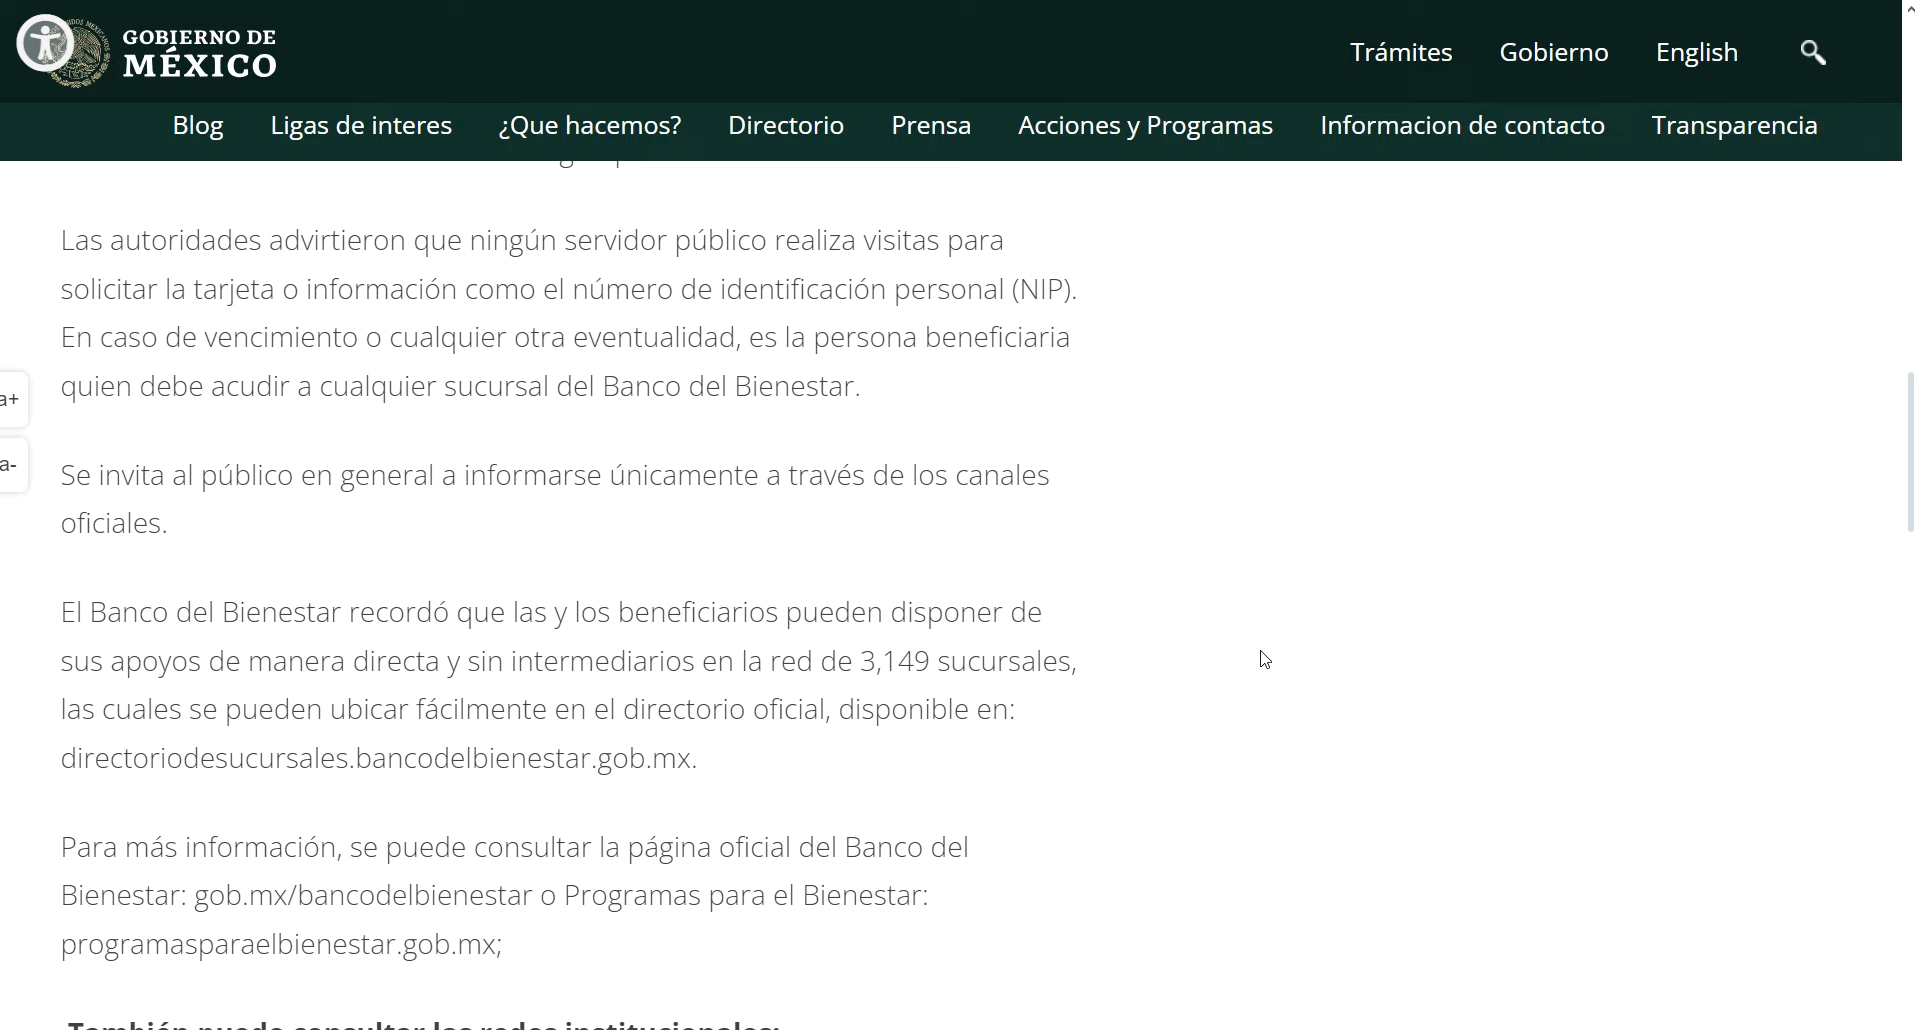 GOBIERNO DE
MÉXICO
Trámites Gobierno English
Blog Ligas de interes ¿Que hacemos? Directorio Prensa Acciones y Programas Informacion de contacto Transparencia
Las autoridades advirtieron que ningún servidor público realiza visitas para
solicitar la tarjeta o información como el número de identificación personal (NIP).
En caso de vencimiento o cualquier otra eventualidad, es la persona beneficiaria
quien debe acudir a cualquier sucursal del Banco del Bienestar.
a+
a-
Se invita al público en general a informarse únicamente a través de los canales
oficiales.
El Banco del Bienestar recordó que las y los beneficiarios pueden disponer de
sus apoyos de manera directa y sin intermediarios en la red de 3,149 sucursales,
las cuales se pueden ubicar fácilmente en el directorio oficial, disponible en:
directoriodesucursales.bancodelbienestar.gob.mx.
Para más información, se puede consultar la página oficial del Banco del
Bienestar: gob.mx/bancodelbienestar o Programas para el Bienestar:
programasparaelbienestar.gob.mx;
También puede consultar las redes institucionales: